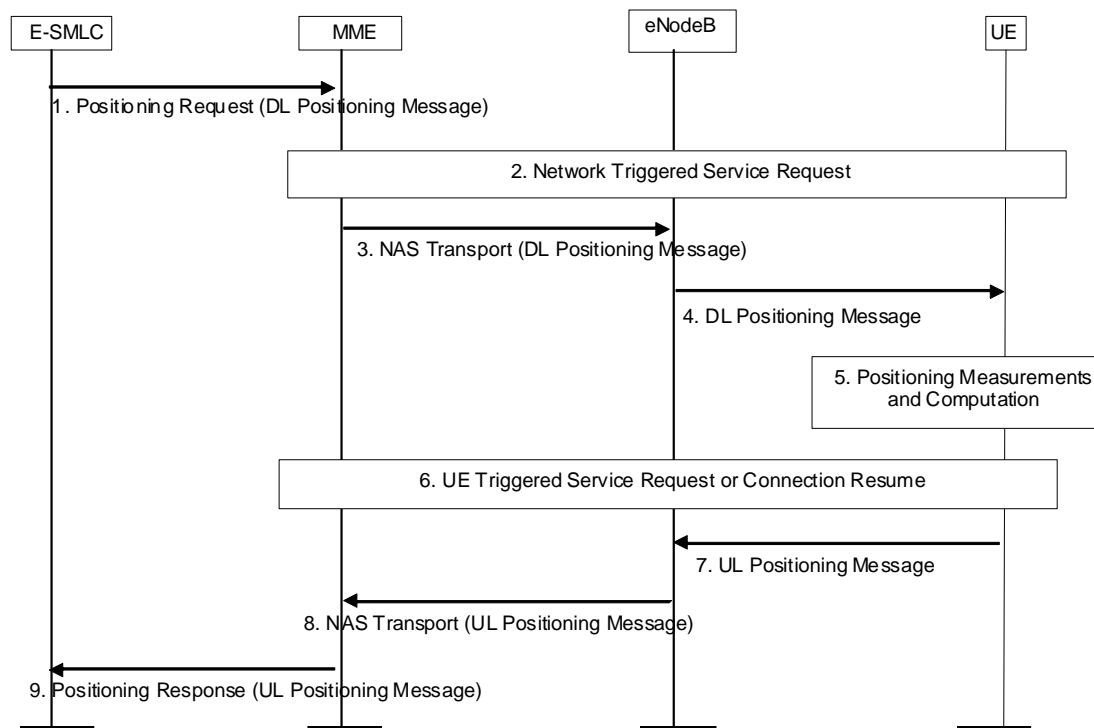 E-SMLC
MME
eNodeB
UE
1. Positioning Request (DL Positioning Message)
2. Network Triggered Service Request
3. NAS Transport (DL Positioning Message)
4. DL Positioning Message
5. Positioning Measurements
and Computation
6. UE Triggered Service Request or Connection Resume
7. UL Positioning Message
8. NAS Transport (UL Positioning Message)
9. Positioning Response (UL Positioning Message)